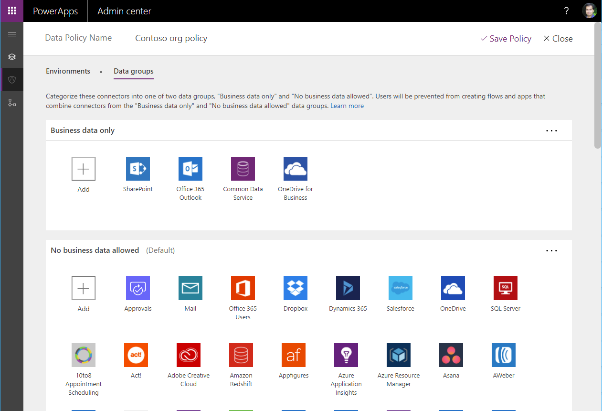 PowerApps Admin center ?
Data Policy Name Contoso org policy Save Policy Close
Environments Data groups
Categorize these connectors into one of two data groups, "Business data only" and "No business data allowed". Users will be prevented from creating flows and apps that
combine connectors from the "Business data only" and "No business data allowed" data groups. Learn more
Business data only
Add SharePoint Office 365 Common Data OneDrive for
Outlook Service Business
No business data allowed (Default)
SQL
Add Approvals Mail Office 365 Dropbox Dynamics 365 Salesforce OneDrive SQL Server
Users
10to8 Act! Adobe Creative Amazon Appfigures Azure Azure Resource Asana AWeber
Appointment Cloud Redshift Application Manager
Scheduling Insights